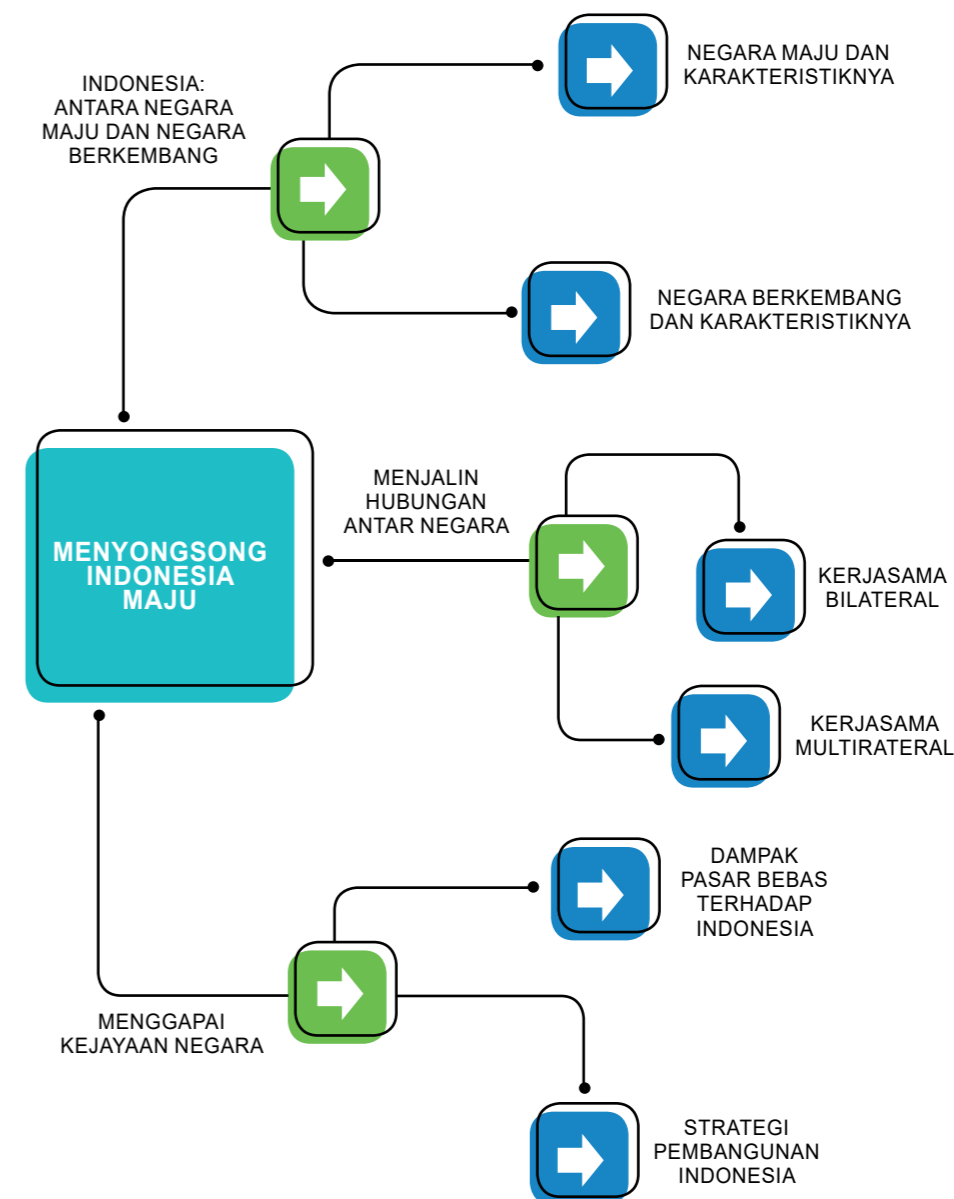 INDONESIA:
ANTARA NEGARA
MAJU DAN NEGARA
BERKEMBANG
NEGARA MAJU DAN
KARAKTERISTIKNYA
NEGARA BERKEMBANG
DAN KARAKTERISTIKNYA
MENYONGSONG
INDONESIA
MAJU
MENJALIN
HUBUNGAN
ANTAR NEGARA
KERJASAMA
BILATERAL
KERJASAMA
MULTIRATERAL
MENGGAPAI
KEJAYAAN NEGARA
DAMPAK
PASAR BEBAS
TERHADAP
INDONESIA
STRATEGI
PEMBANGUNAN
INDONESIA